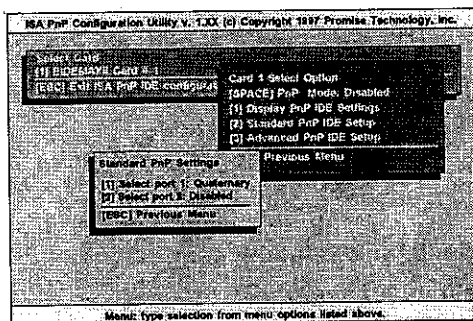 ISA PnP Configuration Utility v. 1.XX (c) Copyright 1997 Promise Technology, Inc.
Select Card
[1] EIDEMAX Card # 1
[ESC] Exit ISA PnP IDE configurat
Card 1 Select Option
[SPACE] PnP Mode: Disabled
[1] Display PnP IDE Settings
[2] Standard PnP IDE Setup
[3] Advanced PnP IDE Setup
Previous Menu
Standard PnP Settings
[1] Select port 1: Quaternary
[2] Select port 2: Disabled
[ESC] Previous Menu
Menu: type selection from menu options listed above.